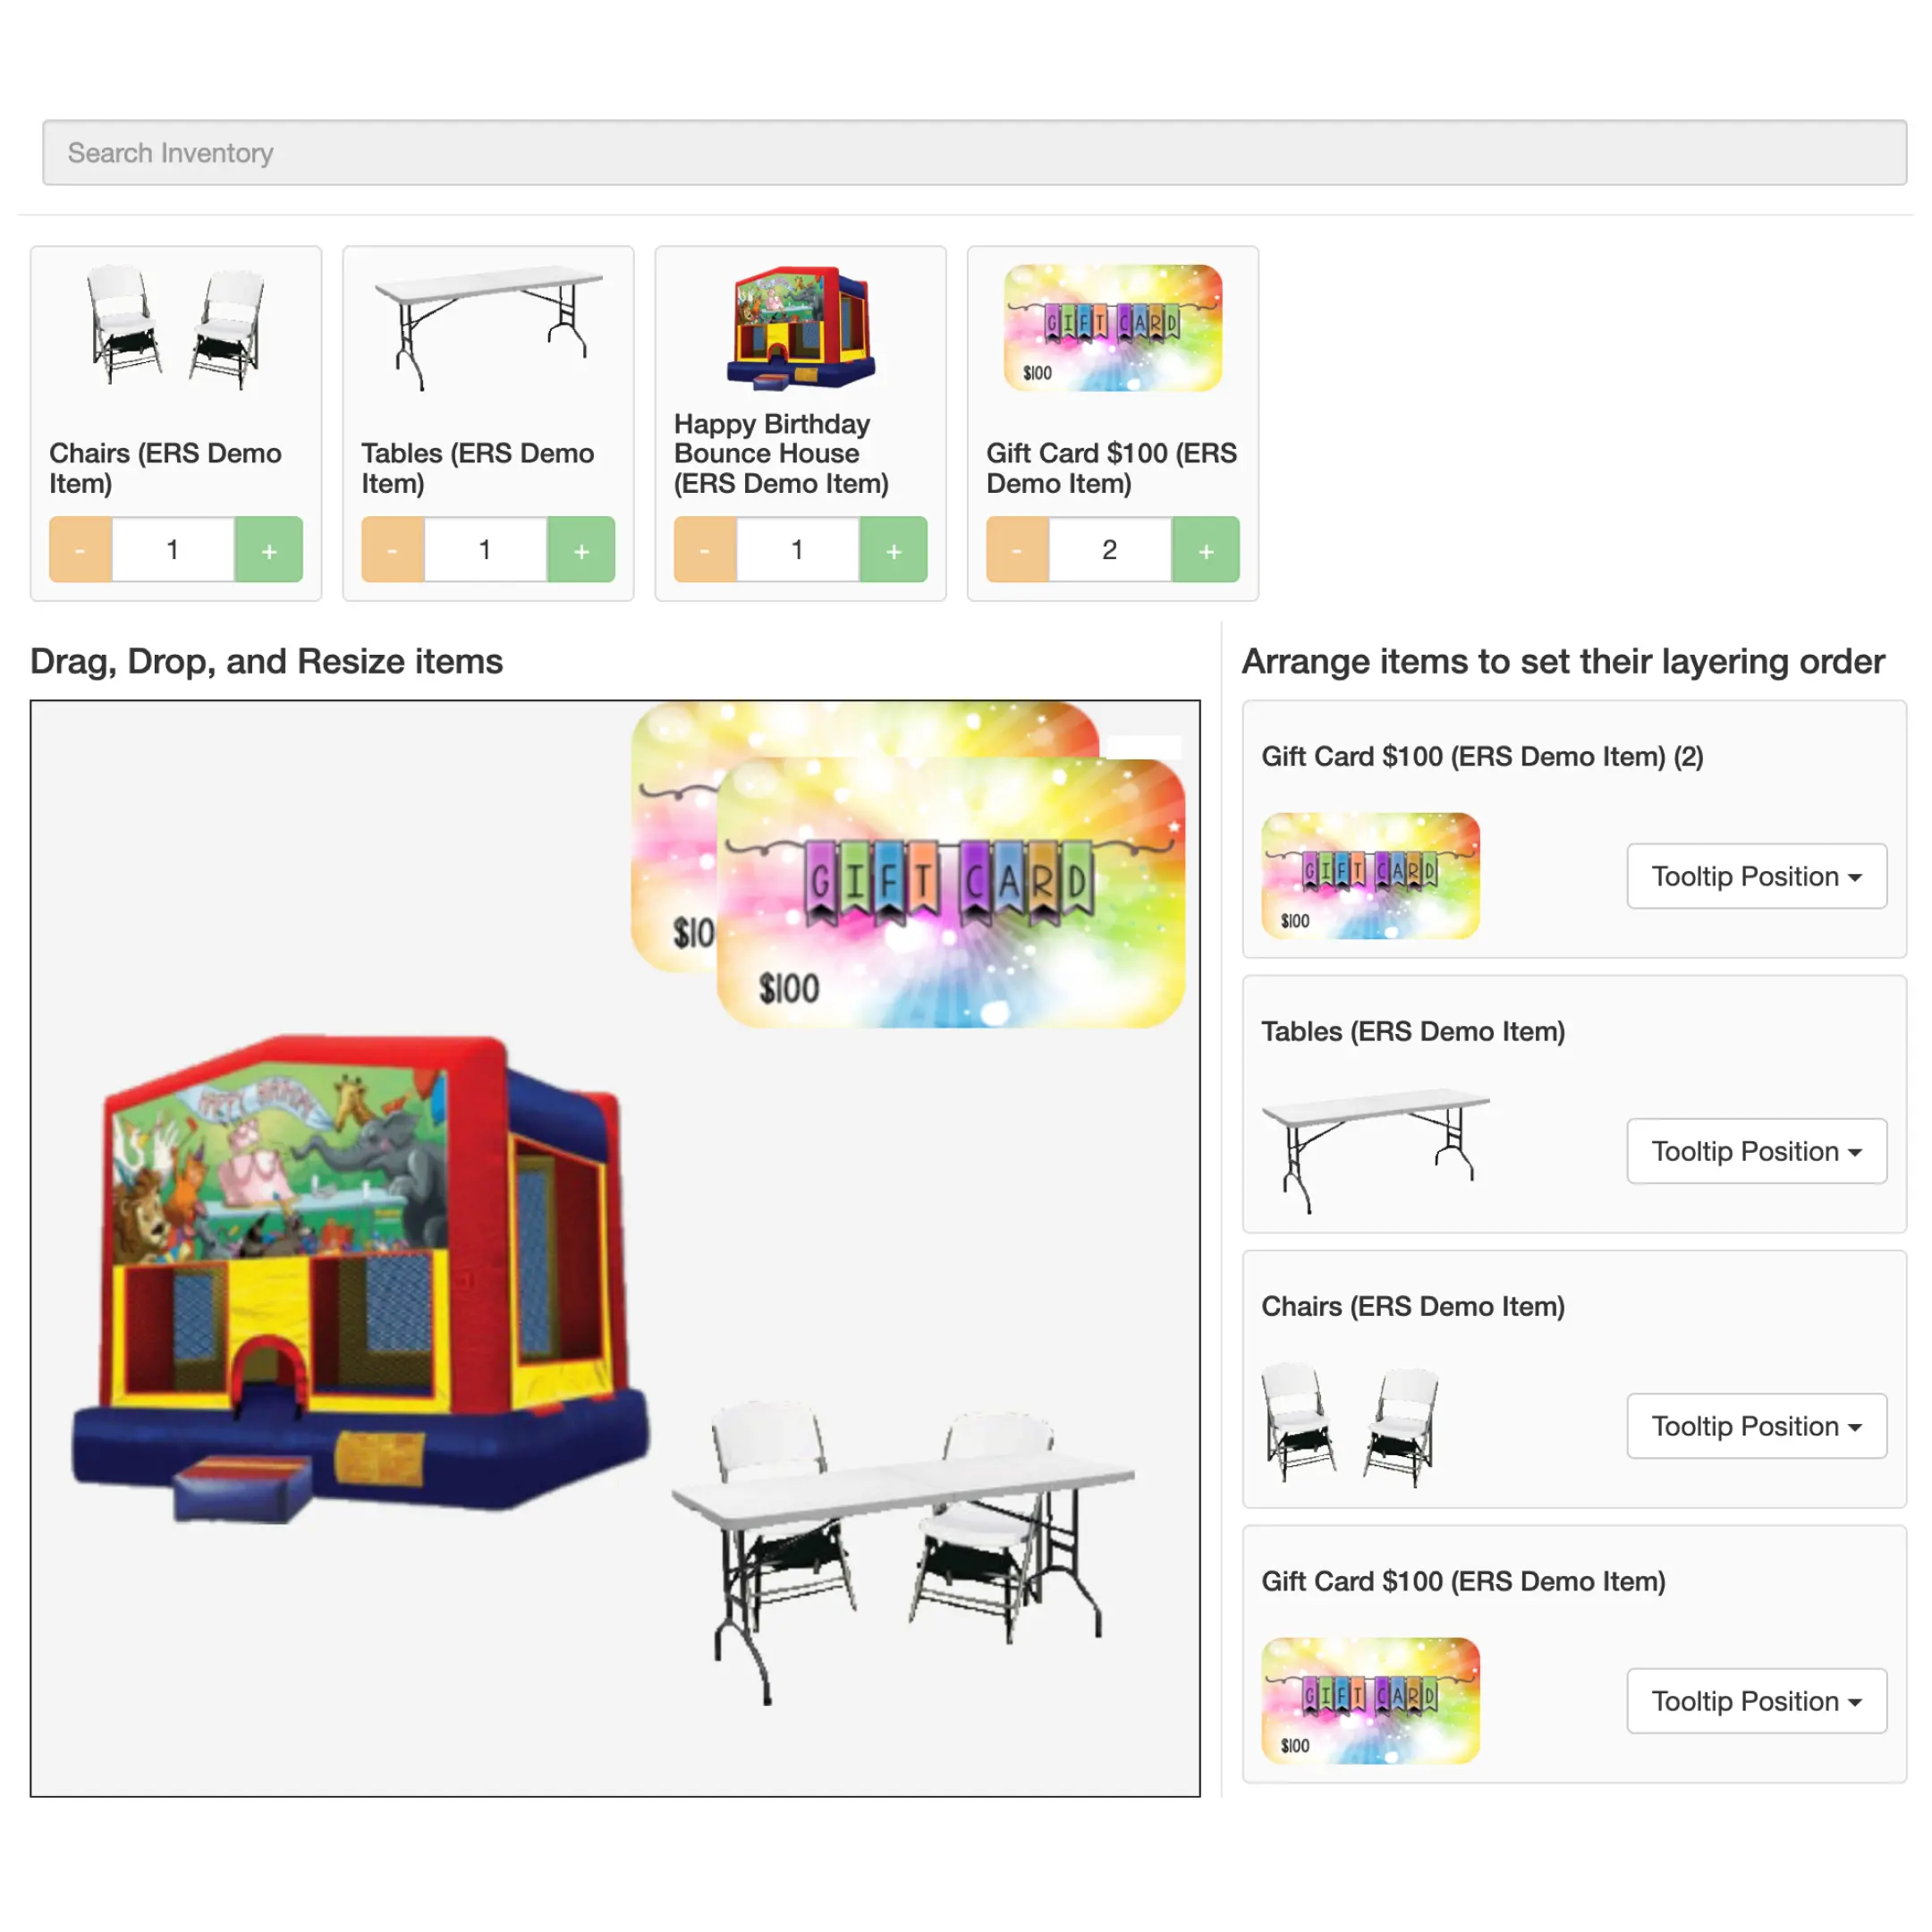 Search Inventory
GIFT CARD
$100
Chairs (ERS Demo
Item)
Tables (ERS Demo
Item)
Happy Birthday
Bounce House
(ERS Demo Item)
Gift Card $100 (ERS
Demo Item)
- 1 +
- 1 +
- 1 +
- 2 +
Drag, Drop, and Resize items
$10
GIFT CARD
$100
HAPPY BIRTHDAY
Arrange items to set their layering order
Gift Card $100 (ERS Demo Item) (2)
GIFT CARD
$100
Tooltip Position
Tables (ERS Demo Item)
Tooltip Position
Chairs (ERS Demo Item)
Tooltip Position
Gift Card $100 (ERS Demo Item)
GIFT CARD
$100
Tooltip Position